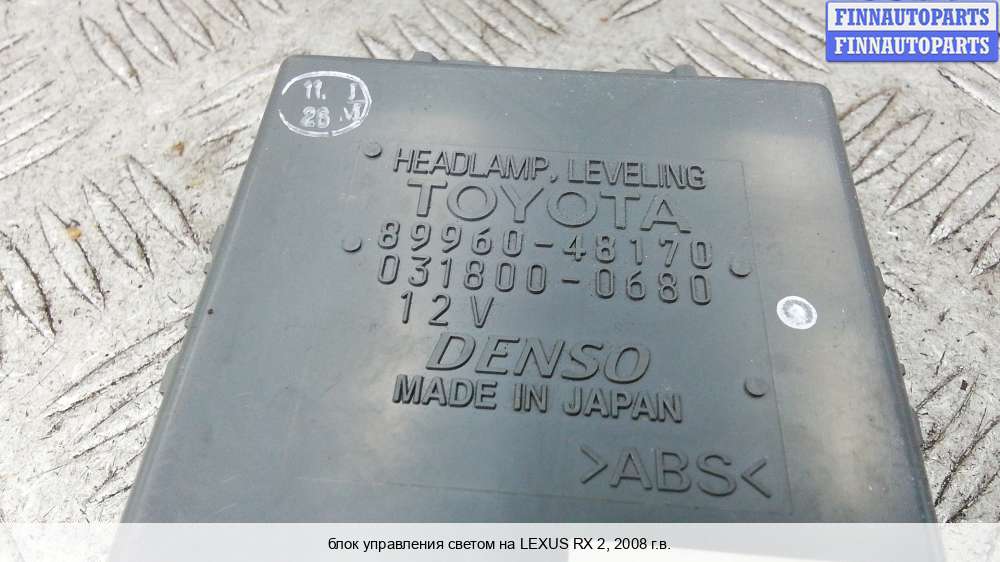 FINNAUTOPARTS
FINNAUTOPARTS
11. J
28 M
HEADLAMP, LEVELING
TOYOTA
89960-48170
031800-0680
12V
DENSO
MADE IN JAPAN
>ABS<
блок управления светом на LEXUS RX 2, 2008 г.в.